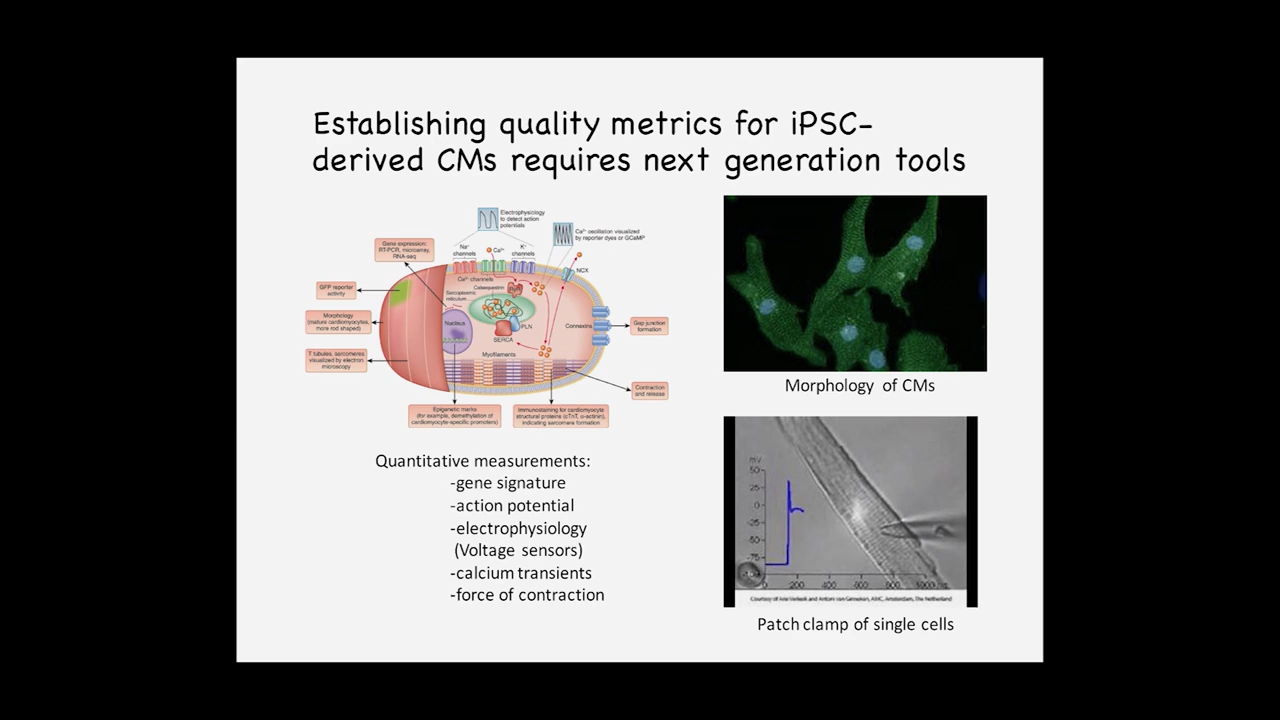 Establishing quality metrics for iPSC-
derived CMs requires next generation tools
Electrophysiology
to detect action
potentials
Ca²⁺ oscillation visualized
by reporter dyes or GCaMP
Gene expression:
RT-PCR, microarray,
RNA-seq
Na⁺
channels
Ca²⁺
K⁺
channels
NCX
Ca²⁺ channels
Calsequestrin
RyR
Sarcoplasmic
reticulum
GFP reporter
activity
Morphology
(mature cardiomyocytes,
more rod shaped)
Nucleus
PLN
SERCA
Connexins
Gap junction
formation
T tubules, sarcomeres
visualized by electron
microscopy
Myofilaments
Contraction
and release
Epigenetic marks
(for example, demethylation of
cardiomyocyte-specific promoters)
Immunostaining for cardiomyocyte
structural proteins (cTnT, α-actinin),
indicating sarcomere formation
Morphology of CMs
Quantitative measurements:
-gene signature
-action potential
-electrophysiology
(Voltage sensors)
-calcium transients
-force of contraction
mV
50
25
0
-25
-50
-75
0 200 400 600 800 1000
Courtesy of Arie Verkerk and Antoni van Ginneken, AMC, Amsterdam, The Netherland
Patch clamp of single cells